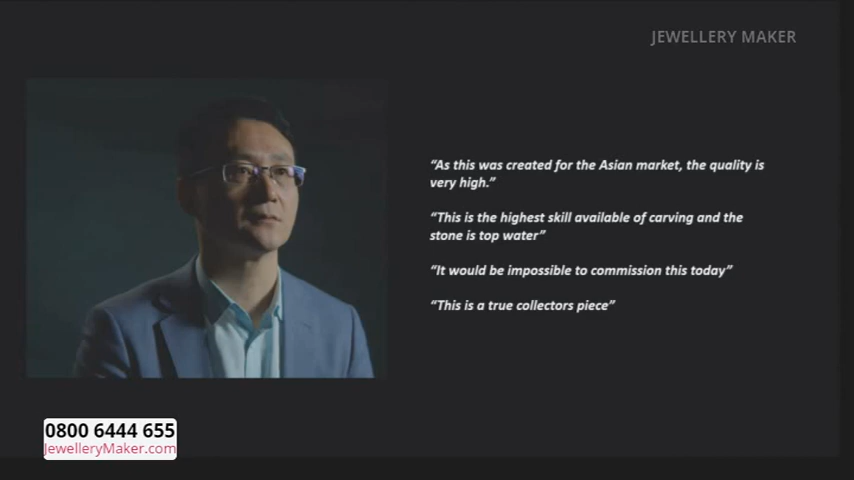 JEWELLERY MAKER
“As this was created for the Asian market, the quality is
very high.”
“This is the highest skill available of carving and the
stone is top water”
“It would be impossible to commission this today”
“This is a true collectors piece”
0800 6444 655
JewelleryMaker.com